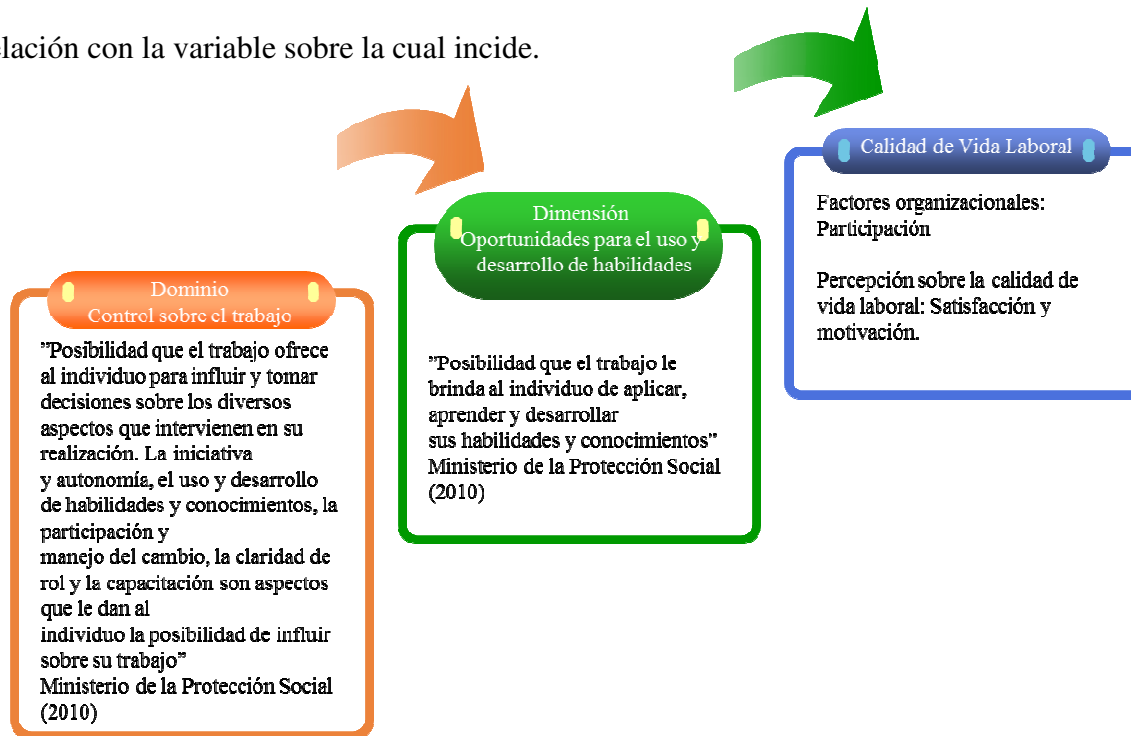 elación con la variable sobre la cual incide.
Dominio
Control sobre el trabajo
”Posibilidad que el trabajo ofrece
al individuo para influir y tomar
decisiones sobre los diversos
aspectos que intervienen en su
realización. La iniciativa
y autonomía, el uso y desarrollo
de habilidades y conocimientos, la
participación y
manejo del cambio, la claridad de
rol y la capacitación son aspectos
que le dan al
individuo la posibilidad de influir
sobre su trabajo”
Ministerio de la Protección Social
(2010)
Dimensión
Oportunidades para el uso y
desarrollo de habilidades
”Posibilidad que el trabajo le
brinda al individuo de aplicar,
aprender y desarrollar
sus habilidades y conocimientos”
Ministerio de la Protección Social
(2010)
Calidad de Vida Laboral
Factores organizacionales:
Participación
Percepción sobre la calidad de
vida laboral: Satisfacción y
motivación.